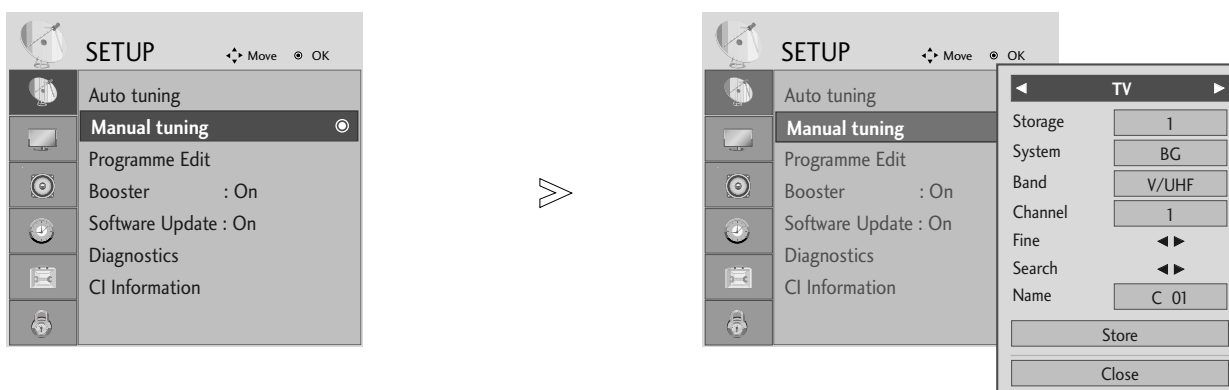 SETUP Move OK
Auto tuning
Manual tuning
Programme Edit
Booster : On
Software Update : On
Diagnostics
CI Information
SETUP Move OK
Auto tuning
Manual tuning
Programme Edit
Booster : On
Software Update : On
Diagnostics
CI Information
◀ TV ▶
Storage 1
System BG
Band V/UHF
Channel 1
Fine ◀ ▶
Search ◀ ▶
Name C 01
Store
Close